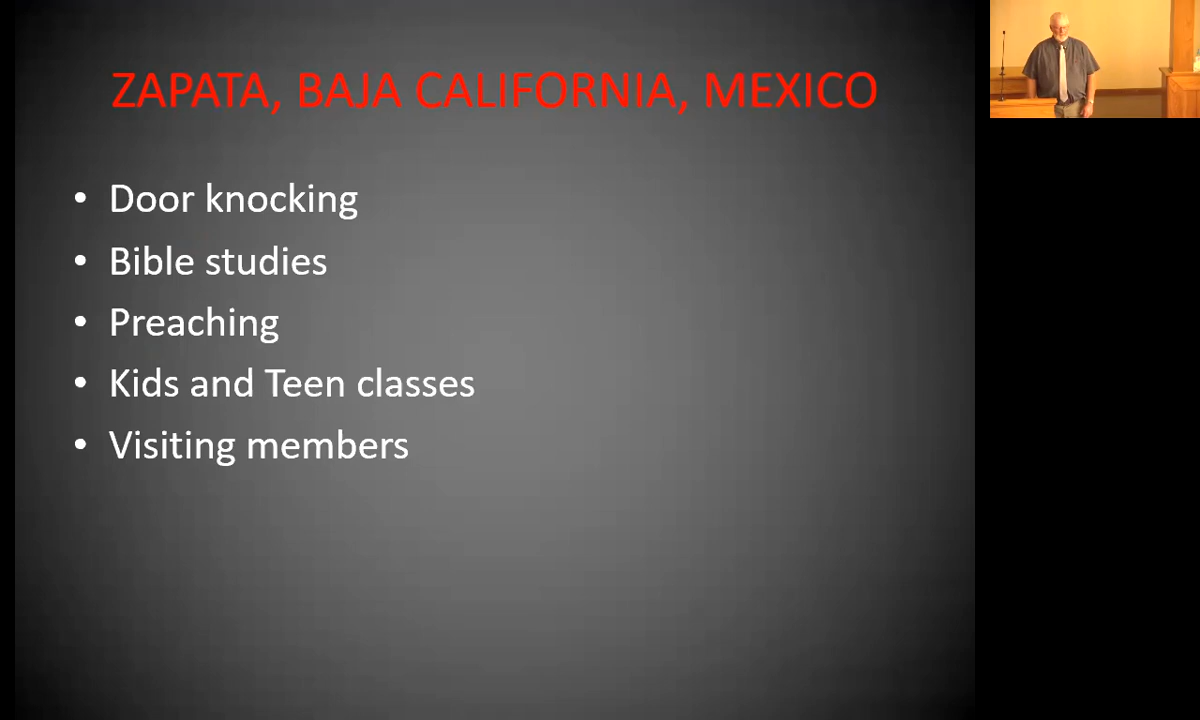 ZAPATA, BAJA CALIFORNIA, MEXICO
• Door knocking
• Bible studies
• Preaching
• Kids and Teen classes
• Visiting members